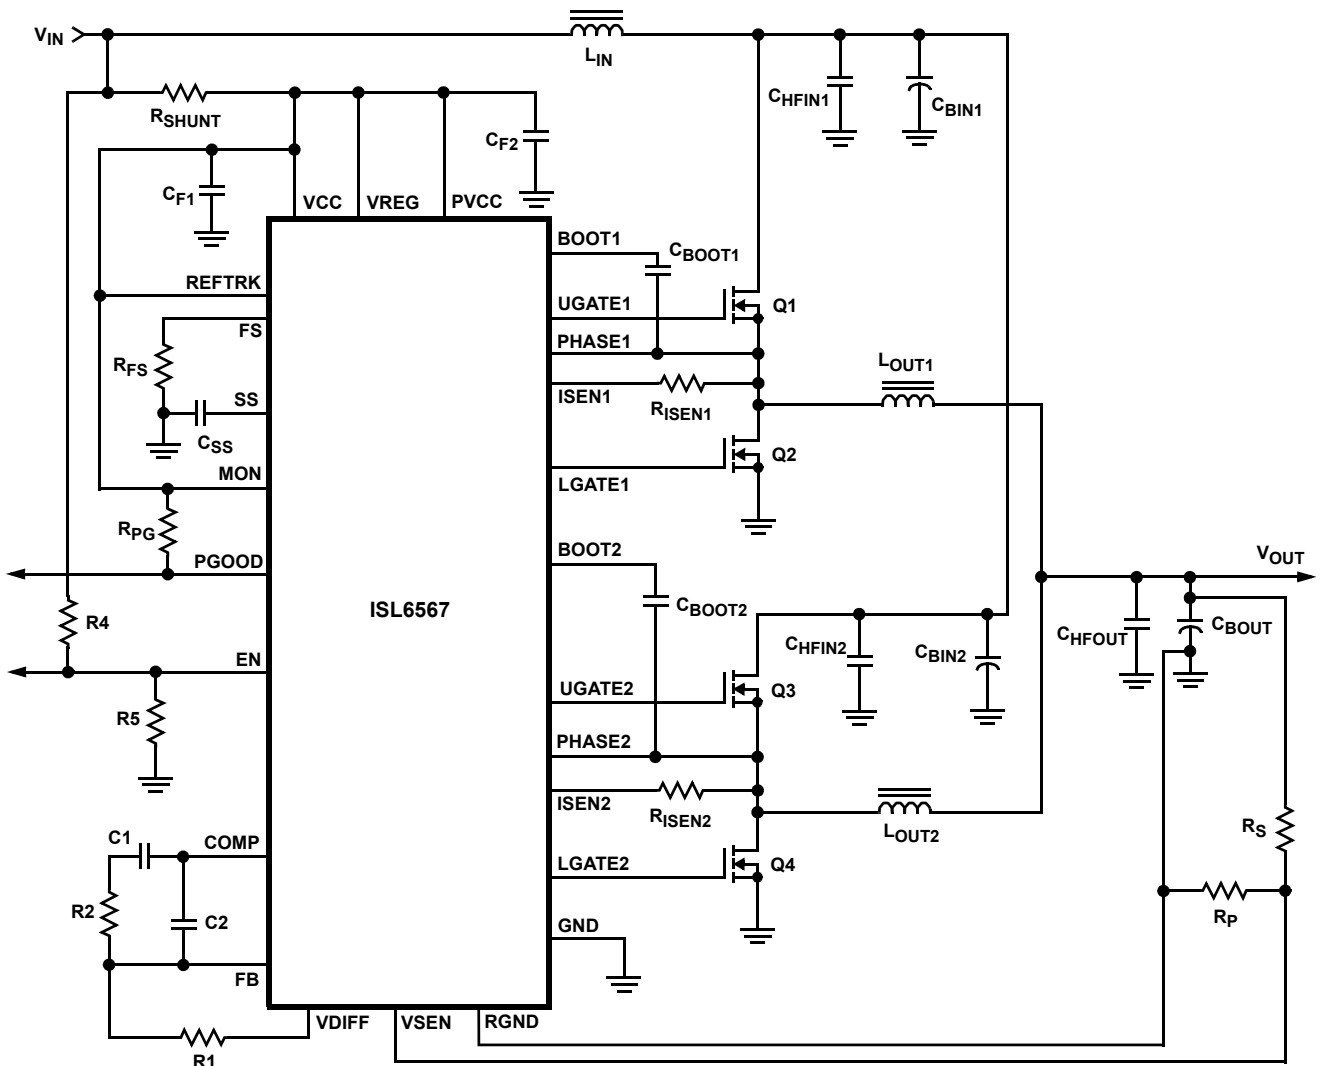 VIN
LIN
RSHUNT
CHFIN1
CBIN1
CF2
CF1
VCC
VREG
PVCC
BOOT1
CBOOT1
REFTRK
FS
UGATE1
Q1
PHASE1
RFS
LOUT1
ISEN1
RISEN1
SS
CSS
Q2
MON
LGATE1
RPG
PGOOD
BOOT2
VOUT
ISL6567
CBOOT2
R4
CHFOUT
CBOUT
CHFIN2
CBIN2
EN
UGATE2
Q3
R5
PHASE2
ISEN2
RISEN2
LOUT2
RS
C1
COMP
LGATE2
Q4
R2
C2
RP
GND
FB
VDIFF
VSEN
RGND
R1